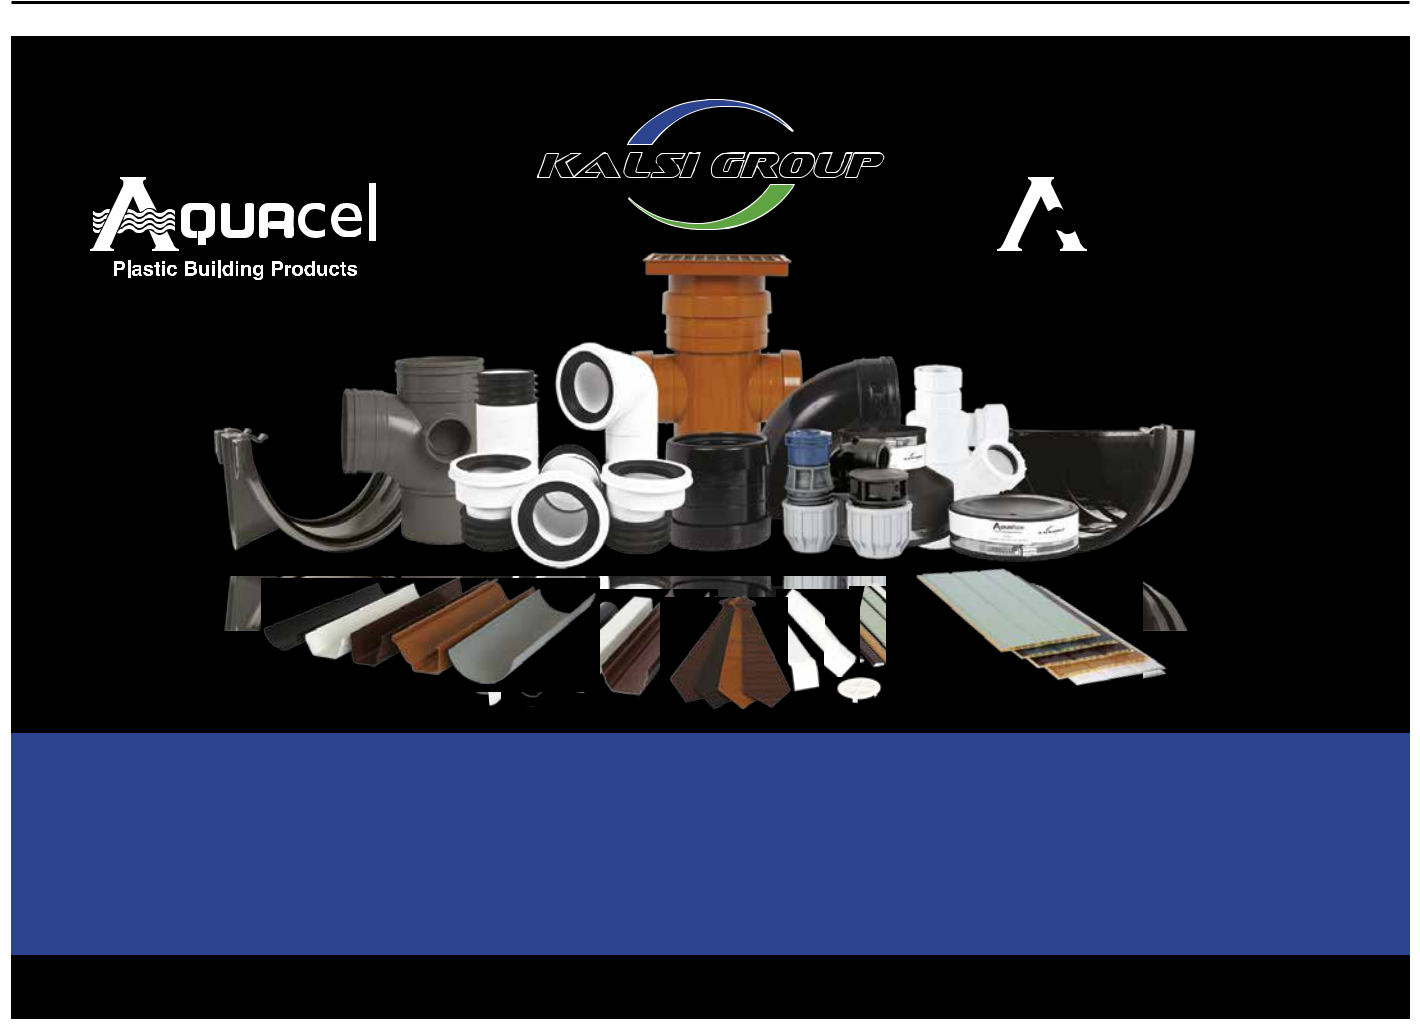 KALSI GROUP
AQUACEL
Plastic Building Products
A